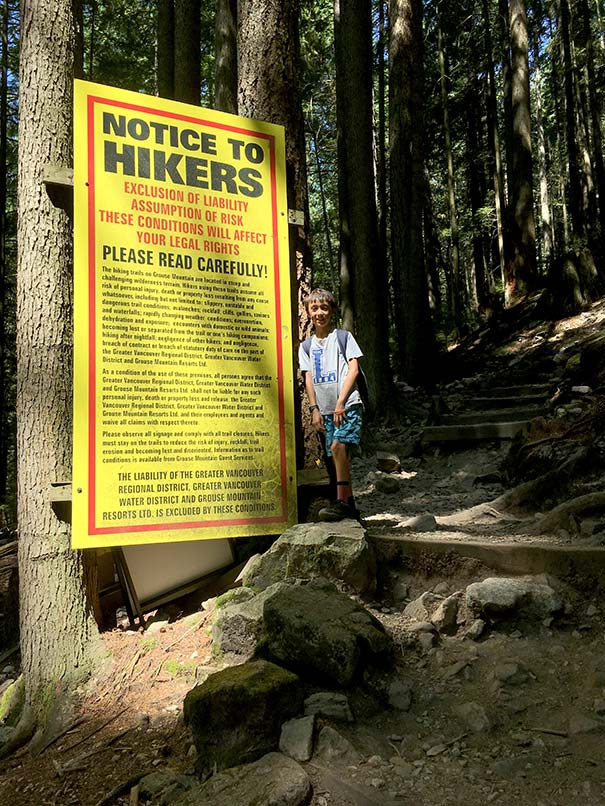 NOTICE TO
HIKERS
EXCLUSION OF LIABILITY
ASSUMPTION OF RISK
THESE CONDITIONS WILL AFFECT
YOUR LEGAL RIGHTS
PLEASE READ CAREFULLY!
The hiking trails on Grouse Mountain are located in steep and
challenging wilderness terrain. Hikers using these trails assume all
risk of personal injury, death or property loss resulting from any cause
whatsoever, including but not limited to: slippery, unstable and
dangerous trail conditions; avalanches; rockfall; cliffs, gullies, ravines
and waterfalls; rapidly changing weather conditions; overexertion,
dehydration and exposure; encounters with domestic or wild animals;
becoming lost or separated from the trail or one's hiking companions;
hiking after nightfall; negligence of other hikers; and negligence,
breach of contract or breach of statutory duty of care on the part of
the Greater Vancouver Regional District, Greater Vancouver Water
District and Grouse Mountain Resorts Ltd.
As a condition of the use of these premises, all persons agree that the
Greater Vancouver Regional District, Greater Vancouver Water District
and Grouse Mountain Resorts Ltd. shall not be liable for any such
personal injury, death or property loss and release the Greater
Vancouver Regional District, Greater Vancouver Water District and
Grouse Mountain Resorts Ltd. and their employees and agents and
waive all claims with respect thereto.
Please observe all signage and comply with all trail closures. Hikers
must stay on the trails to reduce the risk of injury, rockfall, trail
erosion and becoming lost and disoriented. Information as to trail
conditions is available from Grouse Guest Services.
THE LIABILITY OF THE GREATER VANCOUVER
REGIONAL DISTRICT, GREATER VANCOUVER
WATER DISTRICT AND GROUSE MOUNTAIN
RESORTS LTD. IS EXCLUDED BY THESE CONDITIONS.